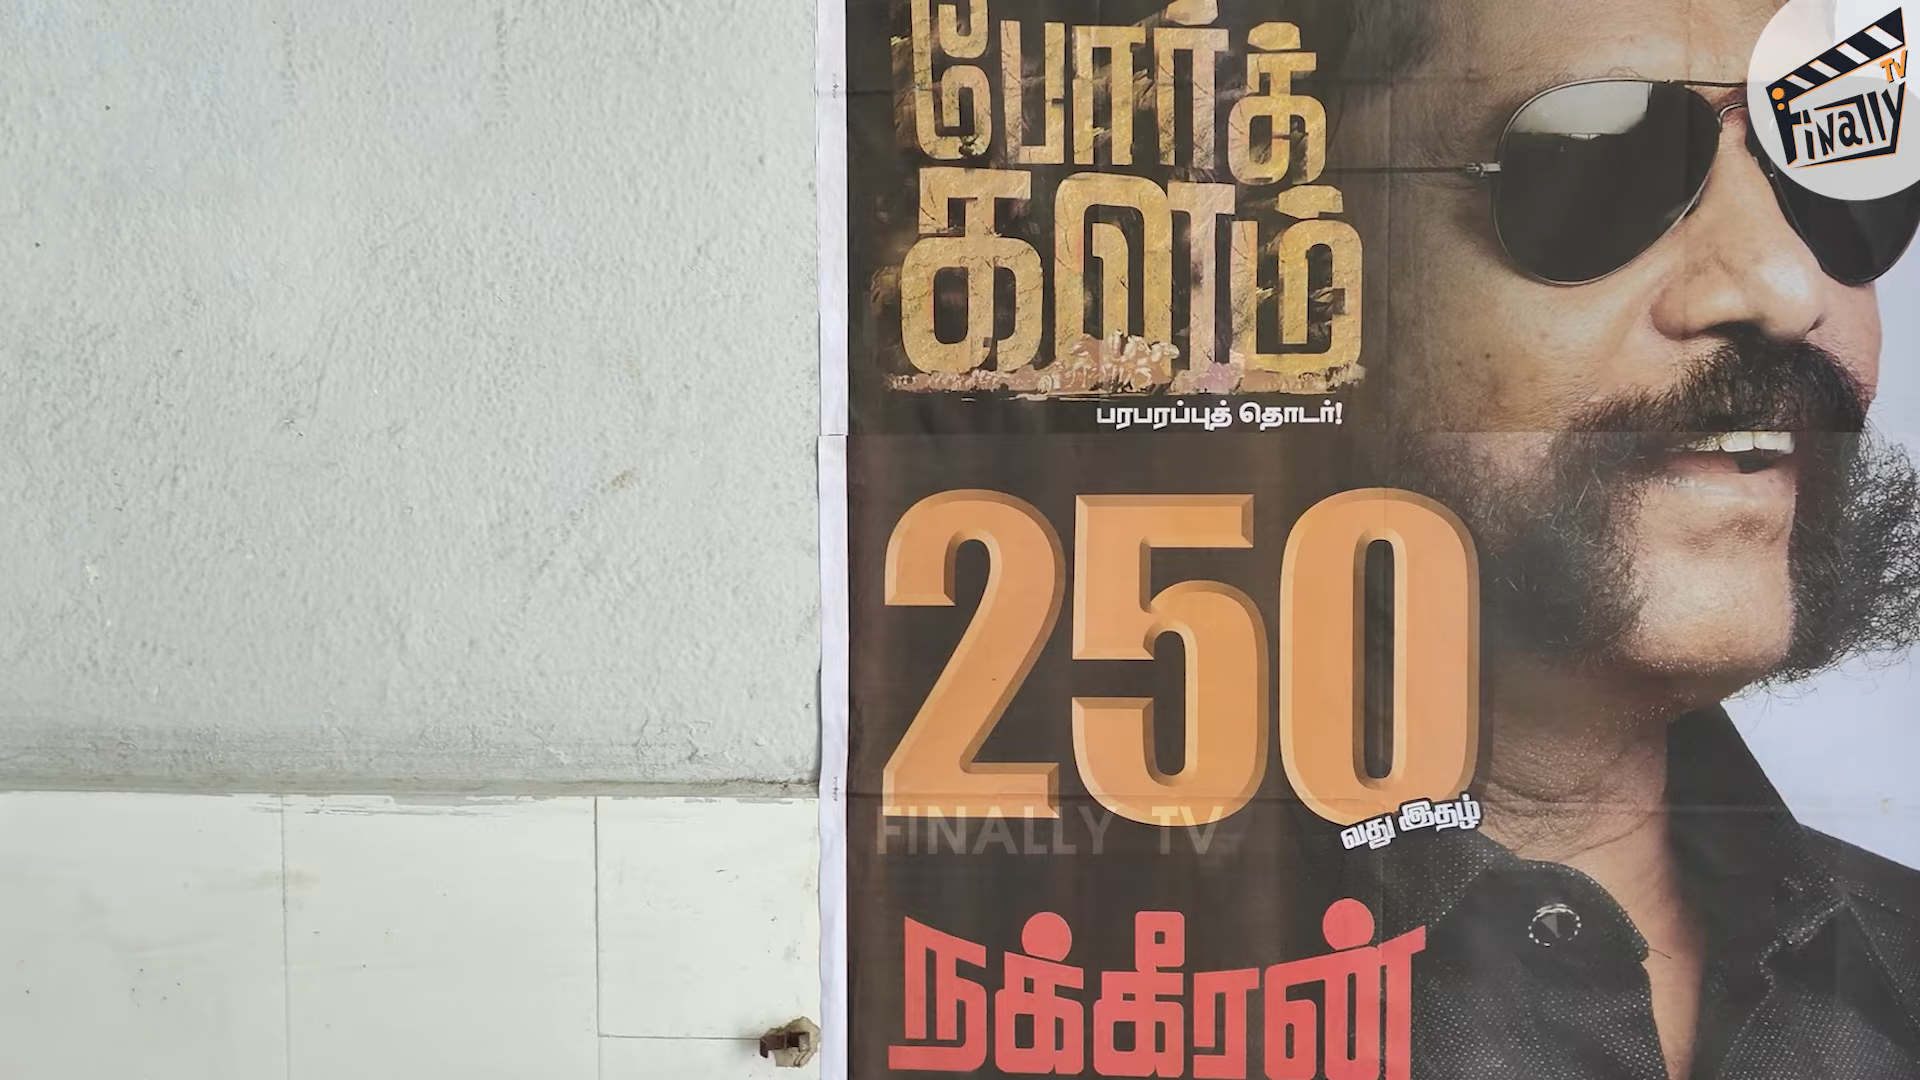 போர்க்
களம்
பரபரப்புத் தொடர்!
250
வது இதழ்
நக்கீரன்
FINALLY TV
Finally TV